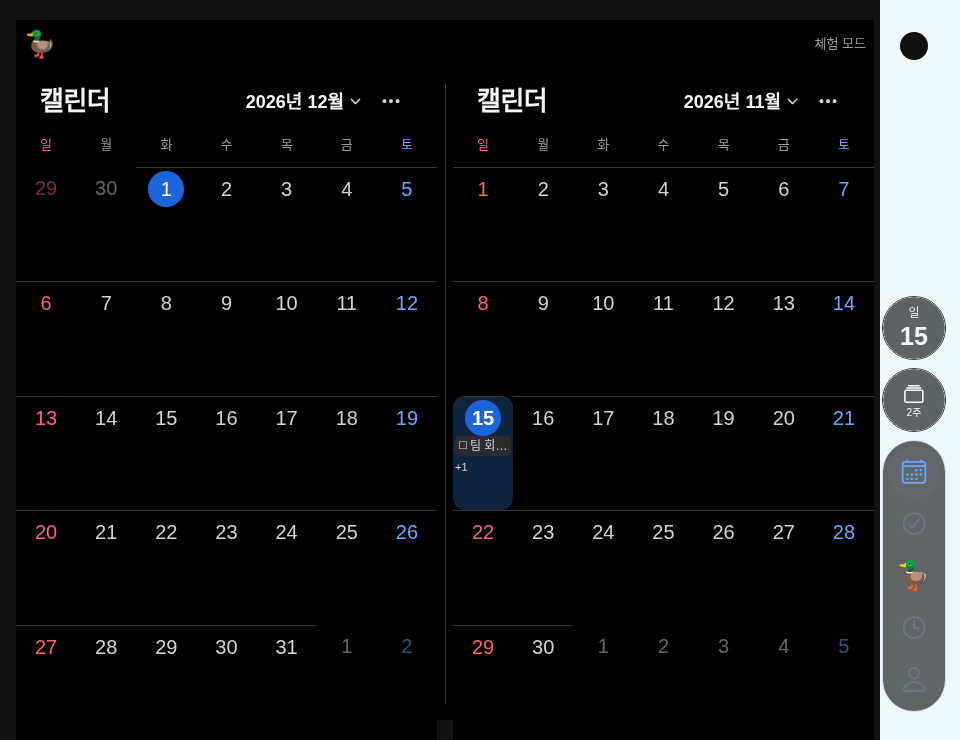 체험 모드
캘린더
2026년 12월
일 월 화 수 목 금 토
29 30 1 2 3 4 5
6 7 8 9 10 11 12
13 14 15 16 17 18 19
20 21 22 23 24 25 26
27 28 29 30 31 1 2
캘린더
2026년 11월
일 월 화 수 목 금 토
1 2 3 4 5 6 7
8 9 10 11 12 13 14
15 16 17 18 19 20 21
팀 회…
+1
22 23 24 25 26 27 28
29 30 1 2 3 4 5
일
15
2주